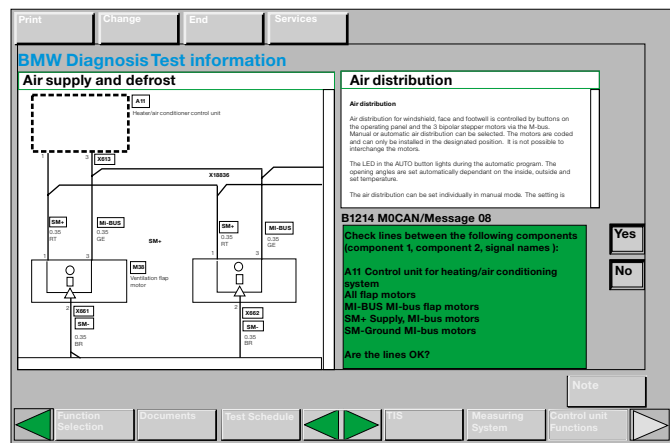 Print
Change
End
Services
BMW Diagnosis Test information
Air supply and defrost
A11
Heater/air conditioner control unit
1
3
X613
X18836
SM+
0.35
RT
MI-BUS
0.35
GE
SM+
SM+
0.35
RT
MI-BUS
0.35
GE
1
3
1
3
M38
Ventilation flap
motor
2
X661
SM-
0.35
BR
2
X662
SM-
0.35
BR
Air distribution
Air distribution
Air distribution for windshield, face and footwell is controlled by buttons on
the operating panel and the 3 bipolar stepper motors via the M-bus.
Manual or automatic air distribution can be selected. The motors are coded
and can only be installed in the designated position. It is not possible to
interchange the motors.
The LED in the AUTO button lights during the automatic program. The
opening angles are set automatically dependant on the inside, outside and
set temperature.
The air distribution can be set individually in manual mode. The setting is
B1214 M0CAN/Message 08
Check lines between the following components
(component 1, component 2, signal names ):
A11 Control unit for heating/air conditioning
system
All flap motors
MI-BUS MI-bus flap motors
SM+ Supply, MI-bus motors
SM-Ground MI-bus motors
Are the lines OK?
Yes
No
Note
Function
Selection
Documents
Test Schedule
TIS
Measuring
System
Control unit
Functions